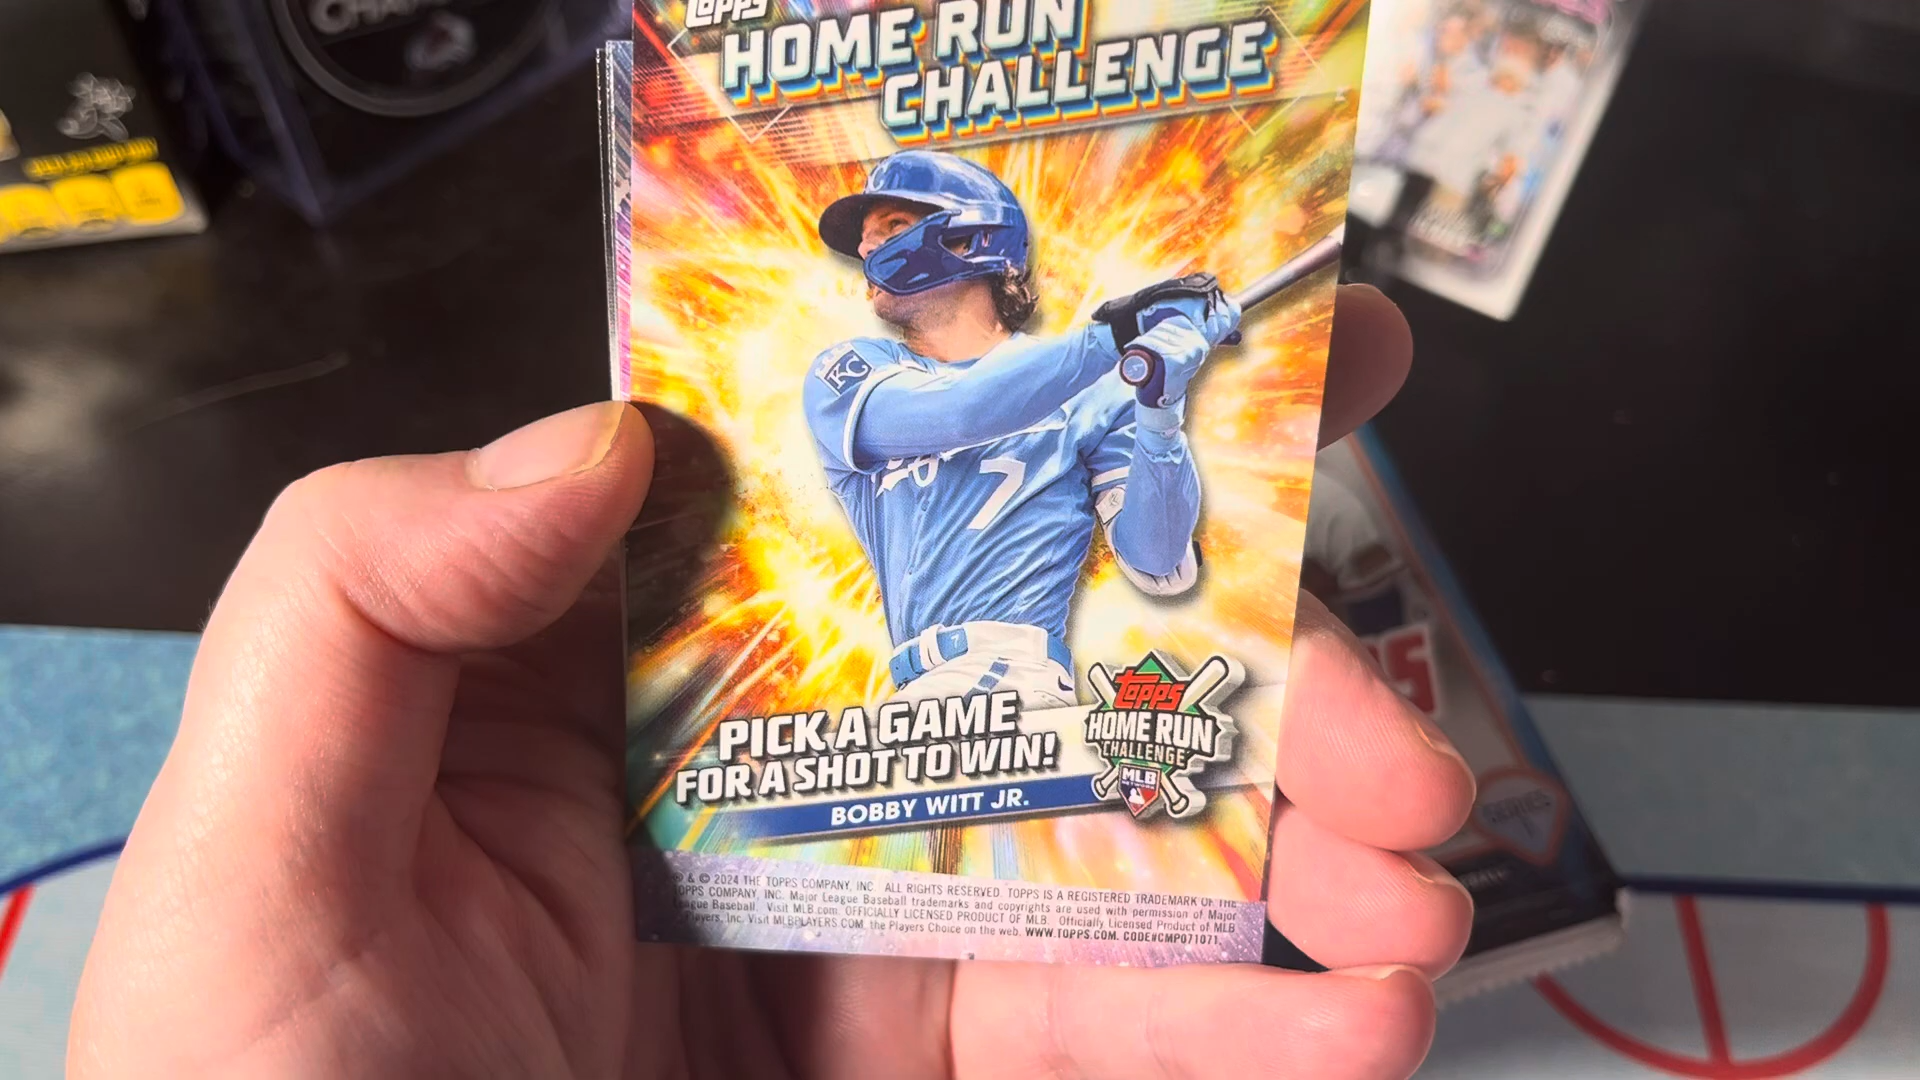 topps
HOME RUN
CHALLENGE
KC
7
7
PICK A GAME
FOR A SHOT TO WIN!
BOBBY WITT JR.
topps
HOME RUN
CHALLENGE
MLB
NETWORK
® & © 2024 THE TOPPS COMPANY, INC. ALL RIGHTS RESERVED. TOPPS IS A REGISTERED TRADEMARK OF THE
TOPPS COMPANY, INC. Major League Baseball trademarks and copyrights are used with permission of Major
League Baseball. Visit MLB.com. OFFICIALLY LICENSED PRODUCT OF MLB. Officially Licensed Product of MLB
Players, Inc. Visit MLBPLAYERS.COM, the Players Choice on the web. WWW.TOPPS.COM. CODE#CMP071071.
SERIES
1